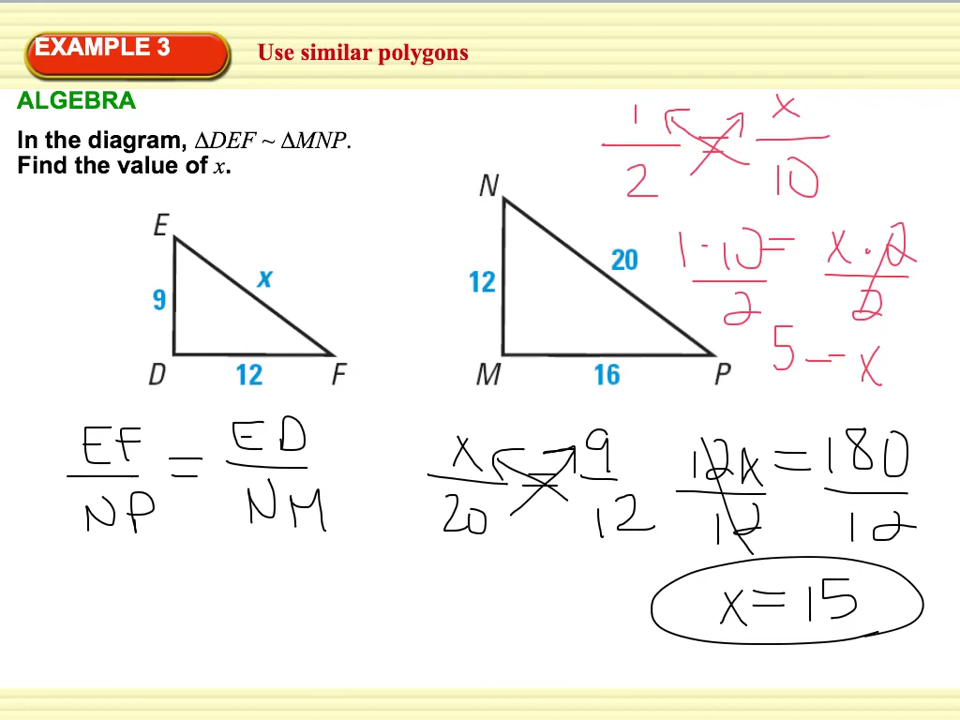 EXAMPLE 3
Use similar polygons
ALGEBRA
In the diagram, ΔDEF ~ ΔMNP.
Find the value of x.
1/2 = x/10
1·10/2 = x·2/2
5 = x
E
9
x
D
12
F
N
12
20
M
16
P
EF/NP = ED/NM
x/20 = 9/12
12x/12 = 180/12
x = 15